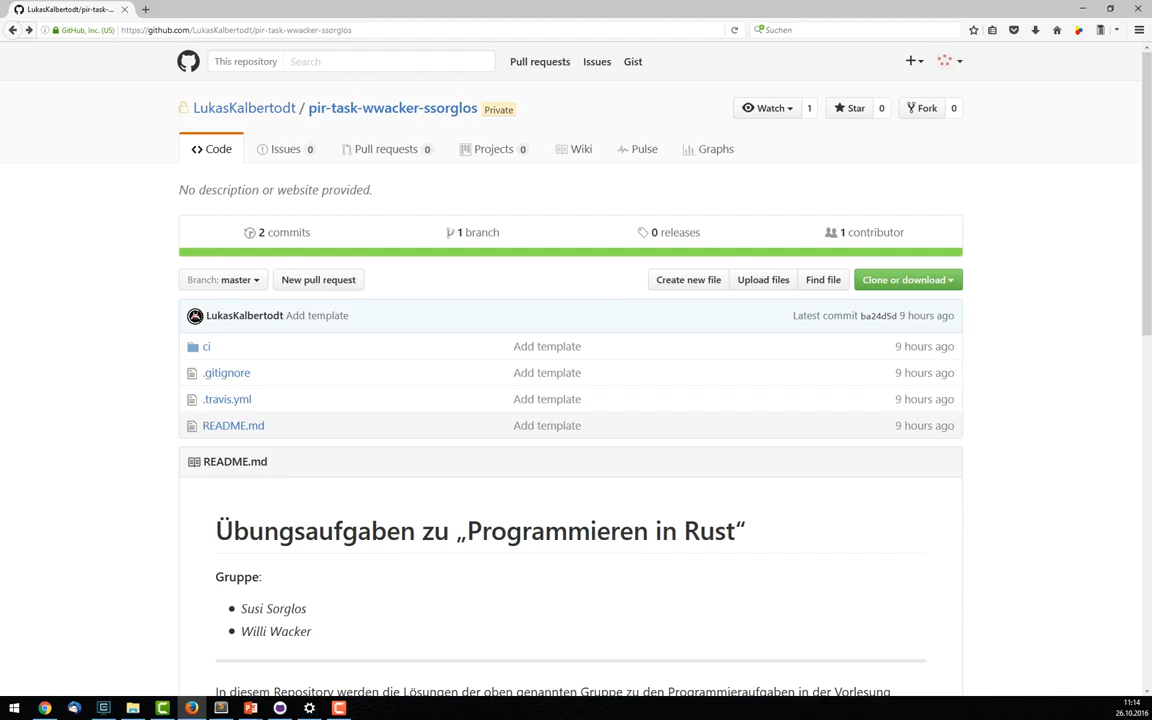 LukasKalbertodt/pir-task-...
GitHub, Inc. (US)
https://github.com/LukasKalbertodt/pir-task-wwacker-ssorglos
Suchen
This repository
Search
Pull requests
Issues
Gist
LukasKalbertodt / pir-task-wwacker-ssorglos
Private
Watch 1
Star 0
Fork 0
Code
Issues 0
Pull requests 0
Projects 0
Wiki
Pulse
Graphs
No description or website provided.
2 commits
1 branch
0 releases
1 contributor
Branch: master
New pull request
Create new file
Upload files
Find file
Clone or download
LukasKalbertodt Add template
Latest commit ba24d5d 9 hours ago
ci Add template 9 hours ago
.gitignore Add template 9 hours ago
.travis.yml Add template 9 hours ago
README.md Add template 9 hours ago
README.md
Übungsaufgaben zu „Programmieren in Rust“
Gruppe:
Susi Sorglos
Willi Wacker
In diesem Repository werden die Lösungen der oben genannten Gruppe zu den Programmieraufgaben in der Vorlesung
11:14
26.10.2016